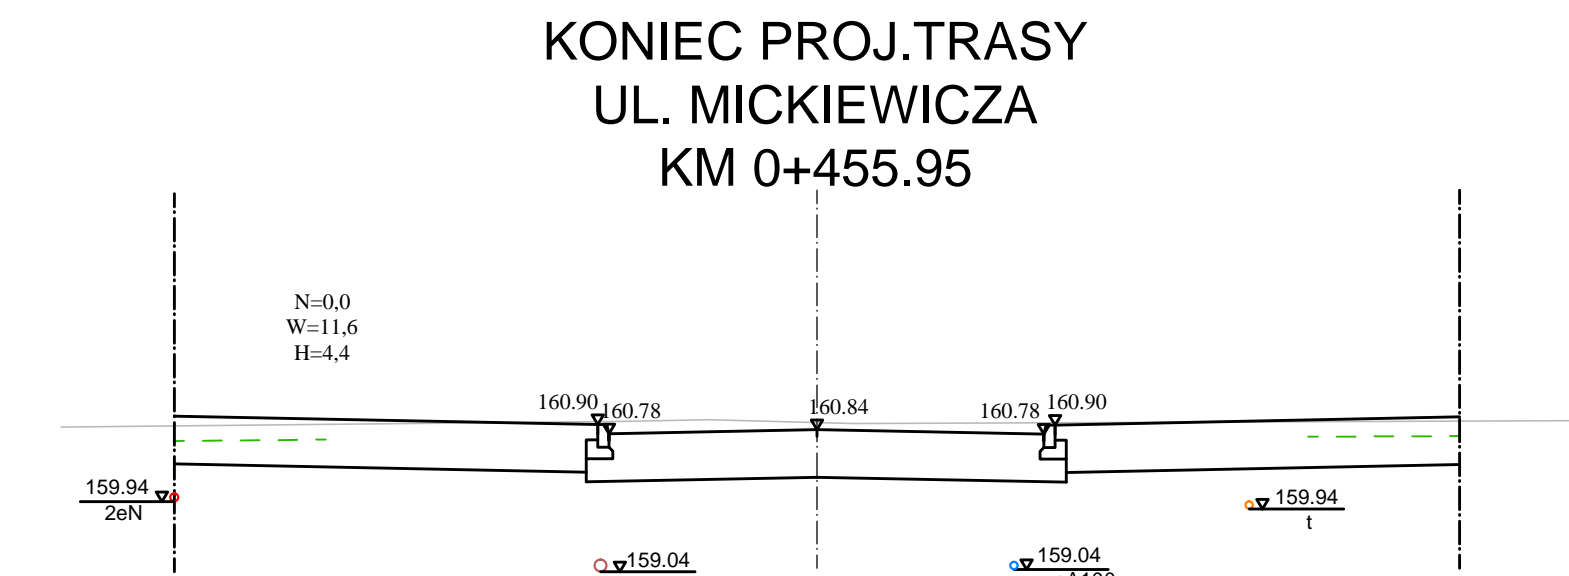 KONIEC PROJ.TRASY
UL. MICKIEWICZA
KM 0+455.95
N=0,0
W=11,6
H=4,4
160.90
160.78
160.84
160.78
160.90
159.94
2eN
159.94
t
159.04
159.04